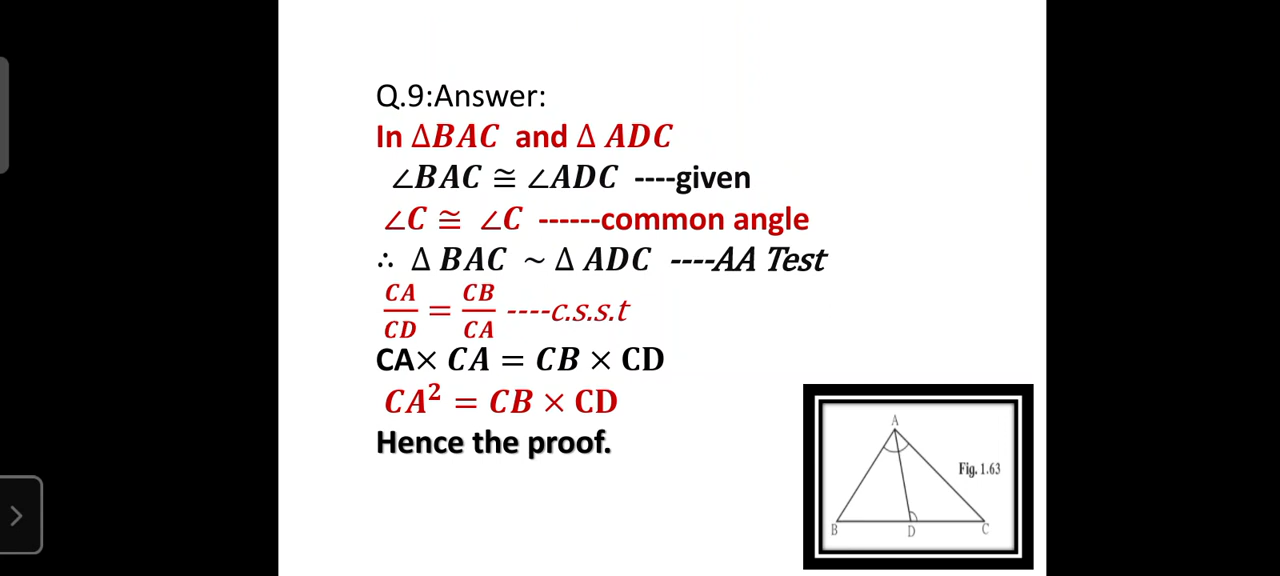 Q.9:Answer:
In ΔBAC and Δ ADC
∠BAC ≅ ∠ADC ----given
∠C ≅ ∠C ------common angle
∴ Δ BAC ~ Δ ADC ----AA Test
CA/CD = CB/CA ----c.s.s.t
CA× CA = CB × CD
CA² = CB × CD
Hence the proof.
A
Fig. 1.63
B D C